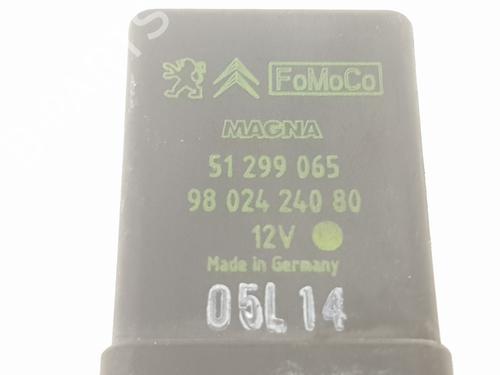 FoMoCo
MAGNA
51 299 065
98 024 240 80
12V
Made in Germany
05L14